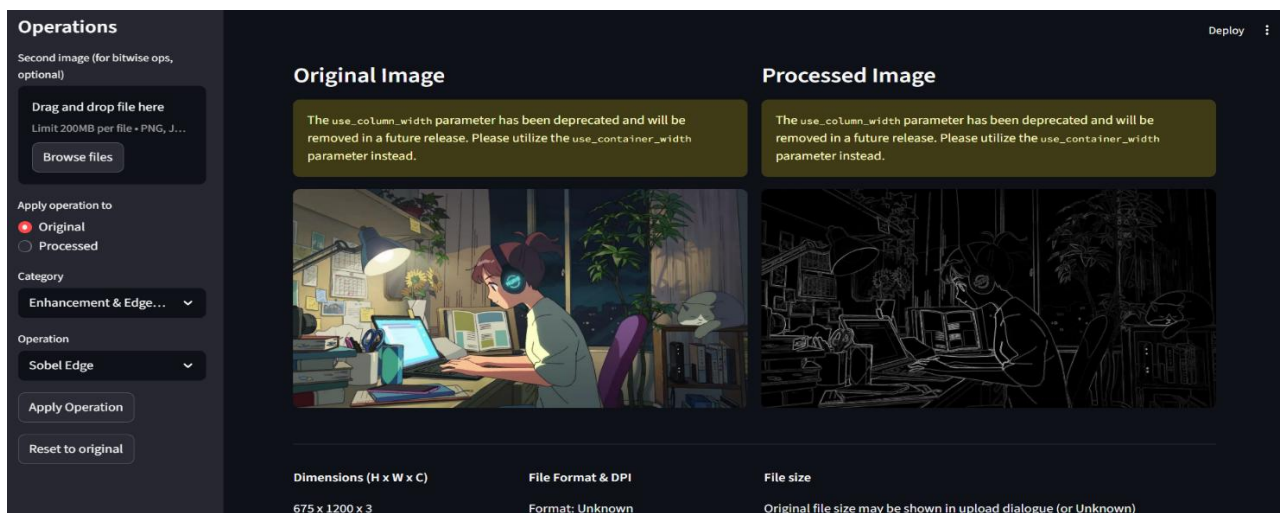 Operations
Second image (for bitwise ops,
optional)
Drag and drop file here
Limit 200MB per file • PNG, J...
Browse files
Apply operation to
Original
Processed
Category
Enhancement & Edge...
Operation
Sobel Edge
Apply Operation
Reset to original
Deploy
Original Image
The use_column_width parameter has been deprecated and will be
removed in a future release. Please utilize the use_container_width
parameter instead.
Processed Image
The use_column_width parameter has been deprecated and will be
removed in a future release. Please utilize the use_container_width
parameter instead.
Dimensions (H x W x C)
675 x 1200 x 3
File Format & DPI
Format: Unknown
File size
Original file size may be shown in upload dialogue (or Unknown)